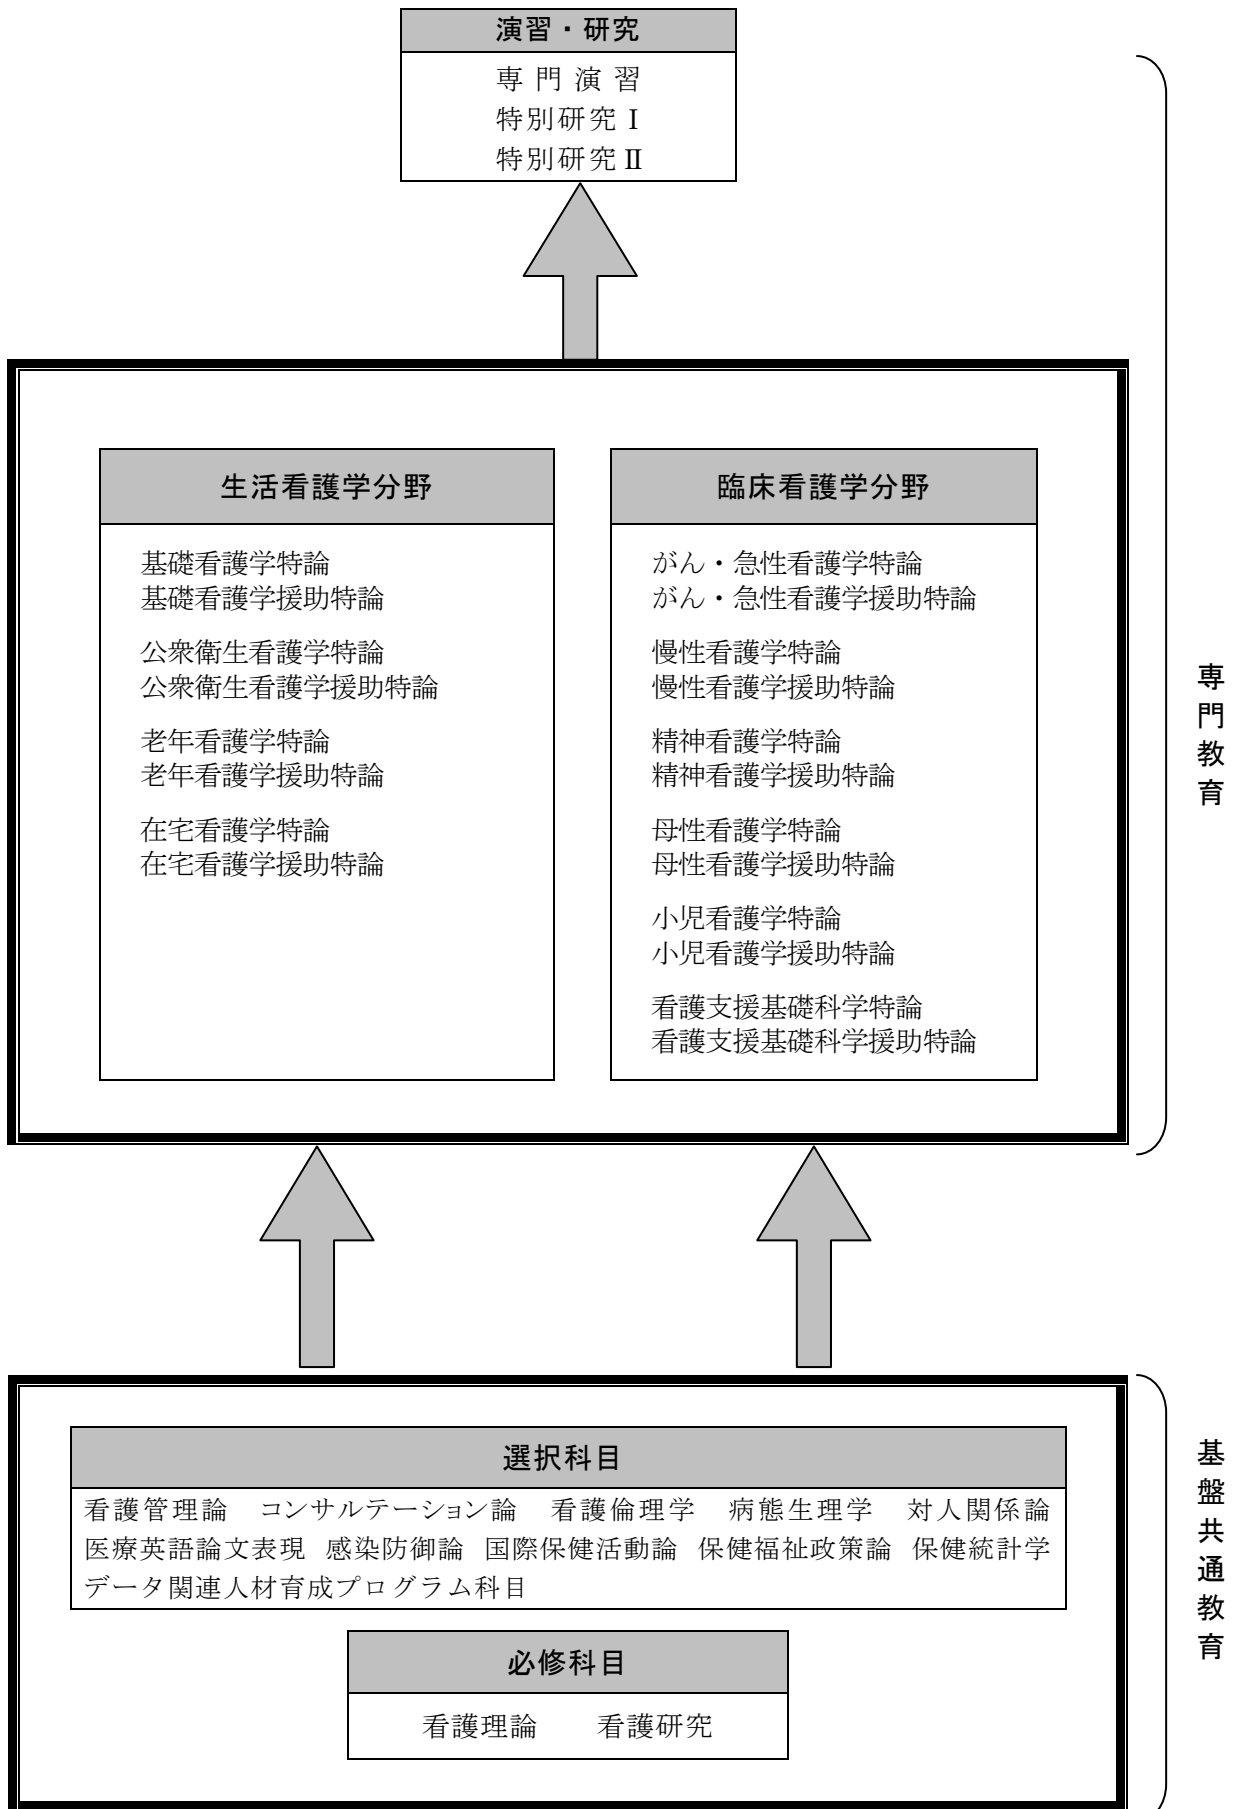 演習・研究
専門演習
特別研究Ⅰ
特別研究Ⅱ
生活看護学分野
基礎看護学特論
基礎看護学援助特論
公衆衛生看護学特論
公衆衛生看護学援助特論
老年看護学特論
老年看護学援助特論
在宅看護学特論
在宅看護学援助特論
臨床看護学分野
がん・急性看護学特論
がん・急性看護学援助特論
慢性看護学特論
慢性看護学援助特論
精神看護学特論
精神看護学援助特論
母性看護学特論
母性看護学援助特論
小児看護学特論
小児看護学援助特論
看護支援基礎科学特論
看護支援基礎科学援助特論
専門教育
選択科目
看護管理論 コンサルテーション論 看護倫理学 病態生理学 対人関係論
医療英語論文表現 感染防御論 国際保健活動論 保健福祉政策論 保健統計学
データ関連人材育成プログラム科目
必修科目
看護理論 看護研究
基盤共通教育